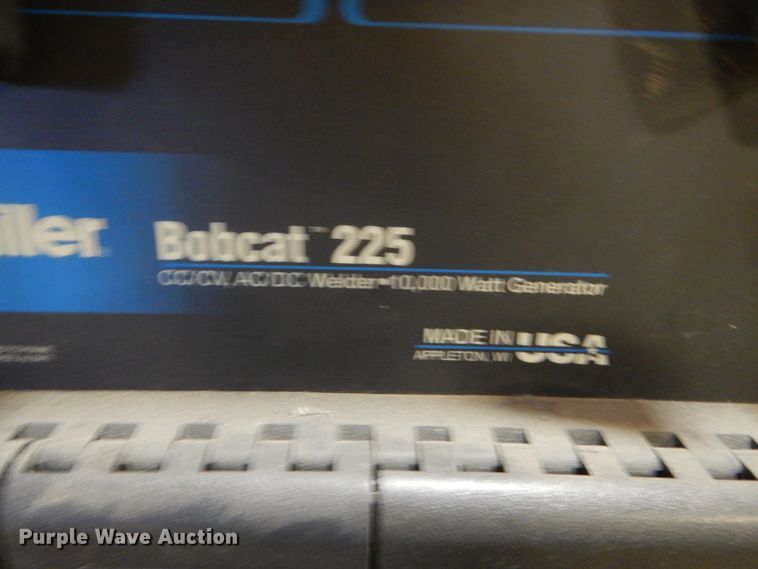 iller
Bobcat™ 225
CC/CV, AC/DC Welder•10,000 Watt Generator
MADE IN USA
APPLETON, WI
Purple Wave Auction